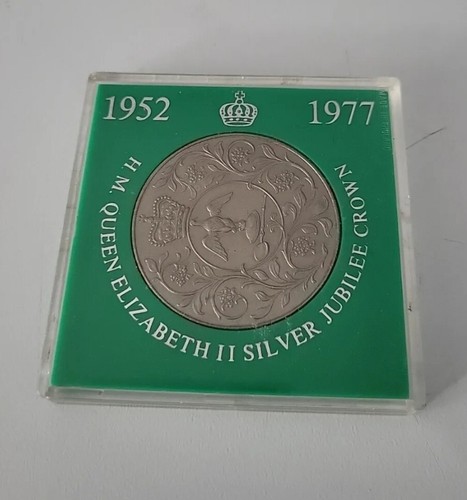 1952
1977
H M. QUEEN ELIZABETH II SILVER JUBILEE CROWN